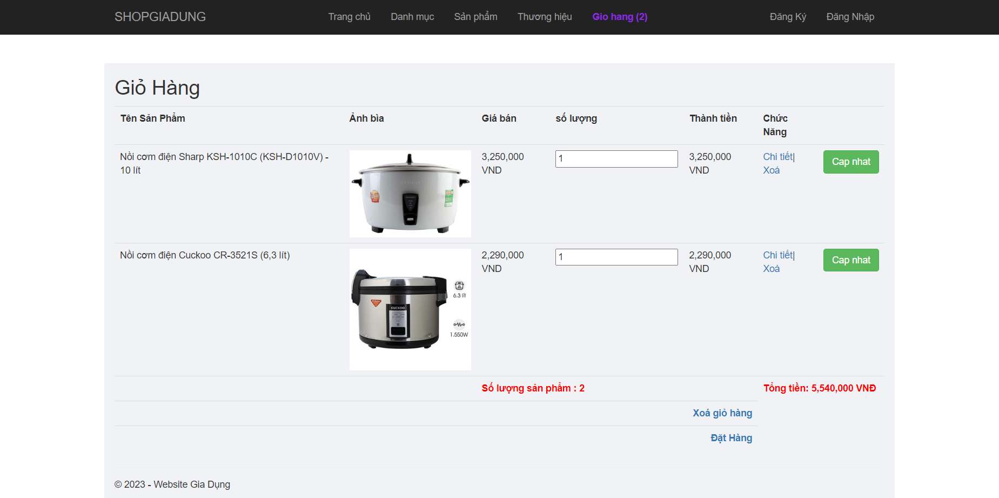 SHOPGIADUNG Trang chủ Danh mục Sản phẩm Thương hiệu Gio hang (2) Đăng Ký Đăng Nhập
Giỏ Hàng
Tên Sản Phẩm Ảnh bìa Giá bán số lượng Thành tiền Chức
Năng
Nồi cơm điện Sharp KSH-1010C (KSH-D1010V) - 3,250,000 1 3,250,000 Chi tiết| Cap nhat
10 lít VND VND Xoá
Nồi cơm điện Cuckoo CR-3521S (6,3 lít) 2,290,000 1 2,290,000 Chi tiết| Cap nhat
VND VND Xoá
6.3 lít
CUCKOO
1.550W
Số lượng sản phẩm : 2 Tổng tiền: 5,540,000 VNĐ
Xoá giỏ hàng
Đặt Hàng
© 2023 - Website Gia Dụng